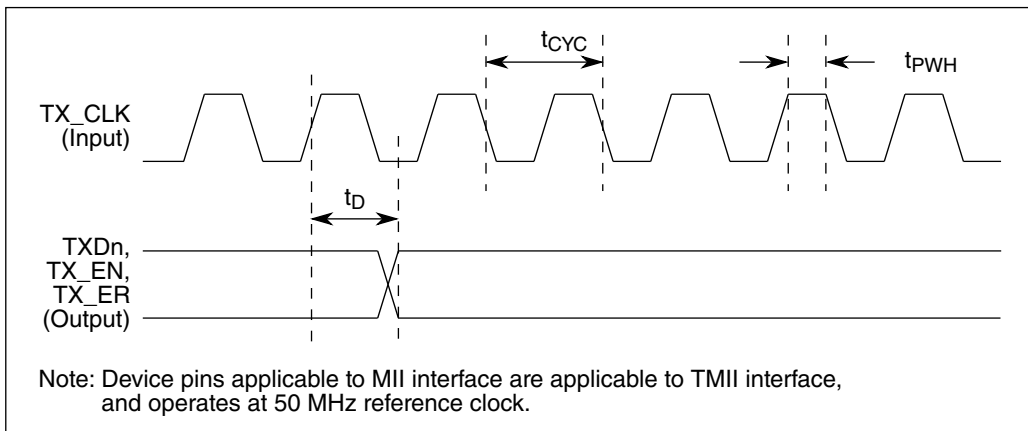 tCYC
tPWH
TX_CLK
(Input)
tD
TXDn,
TX_EN,
TX_ER
(Output)
Note: Device pins applicable to MII interface are applicable to TMII interface,
and operates at 50 MHz reference clock.